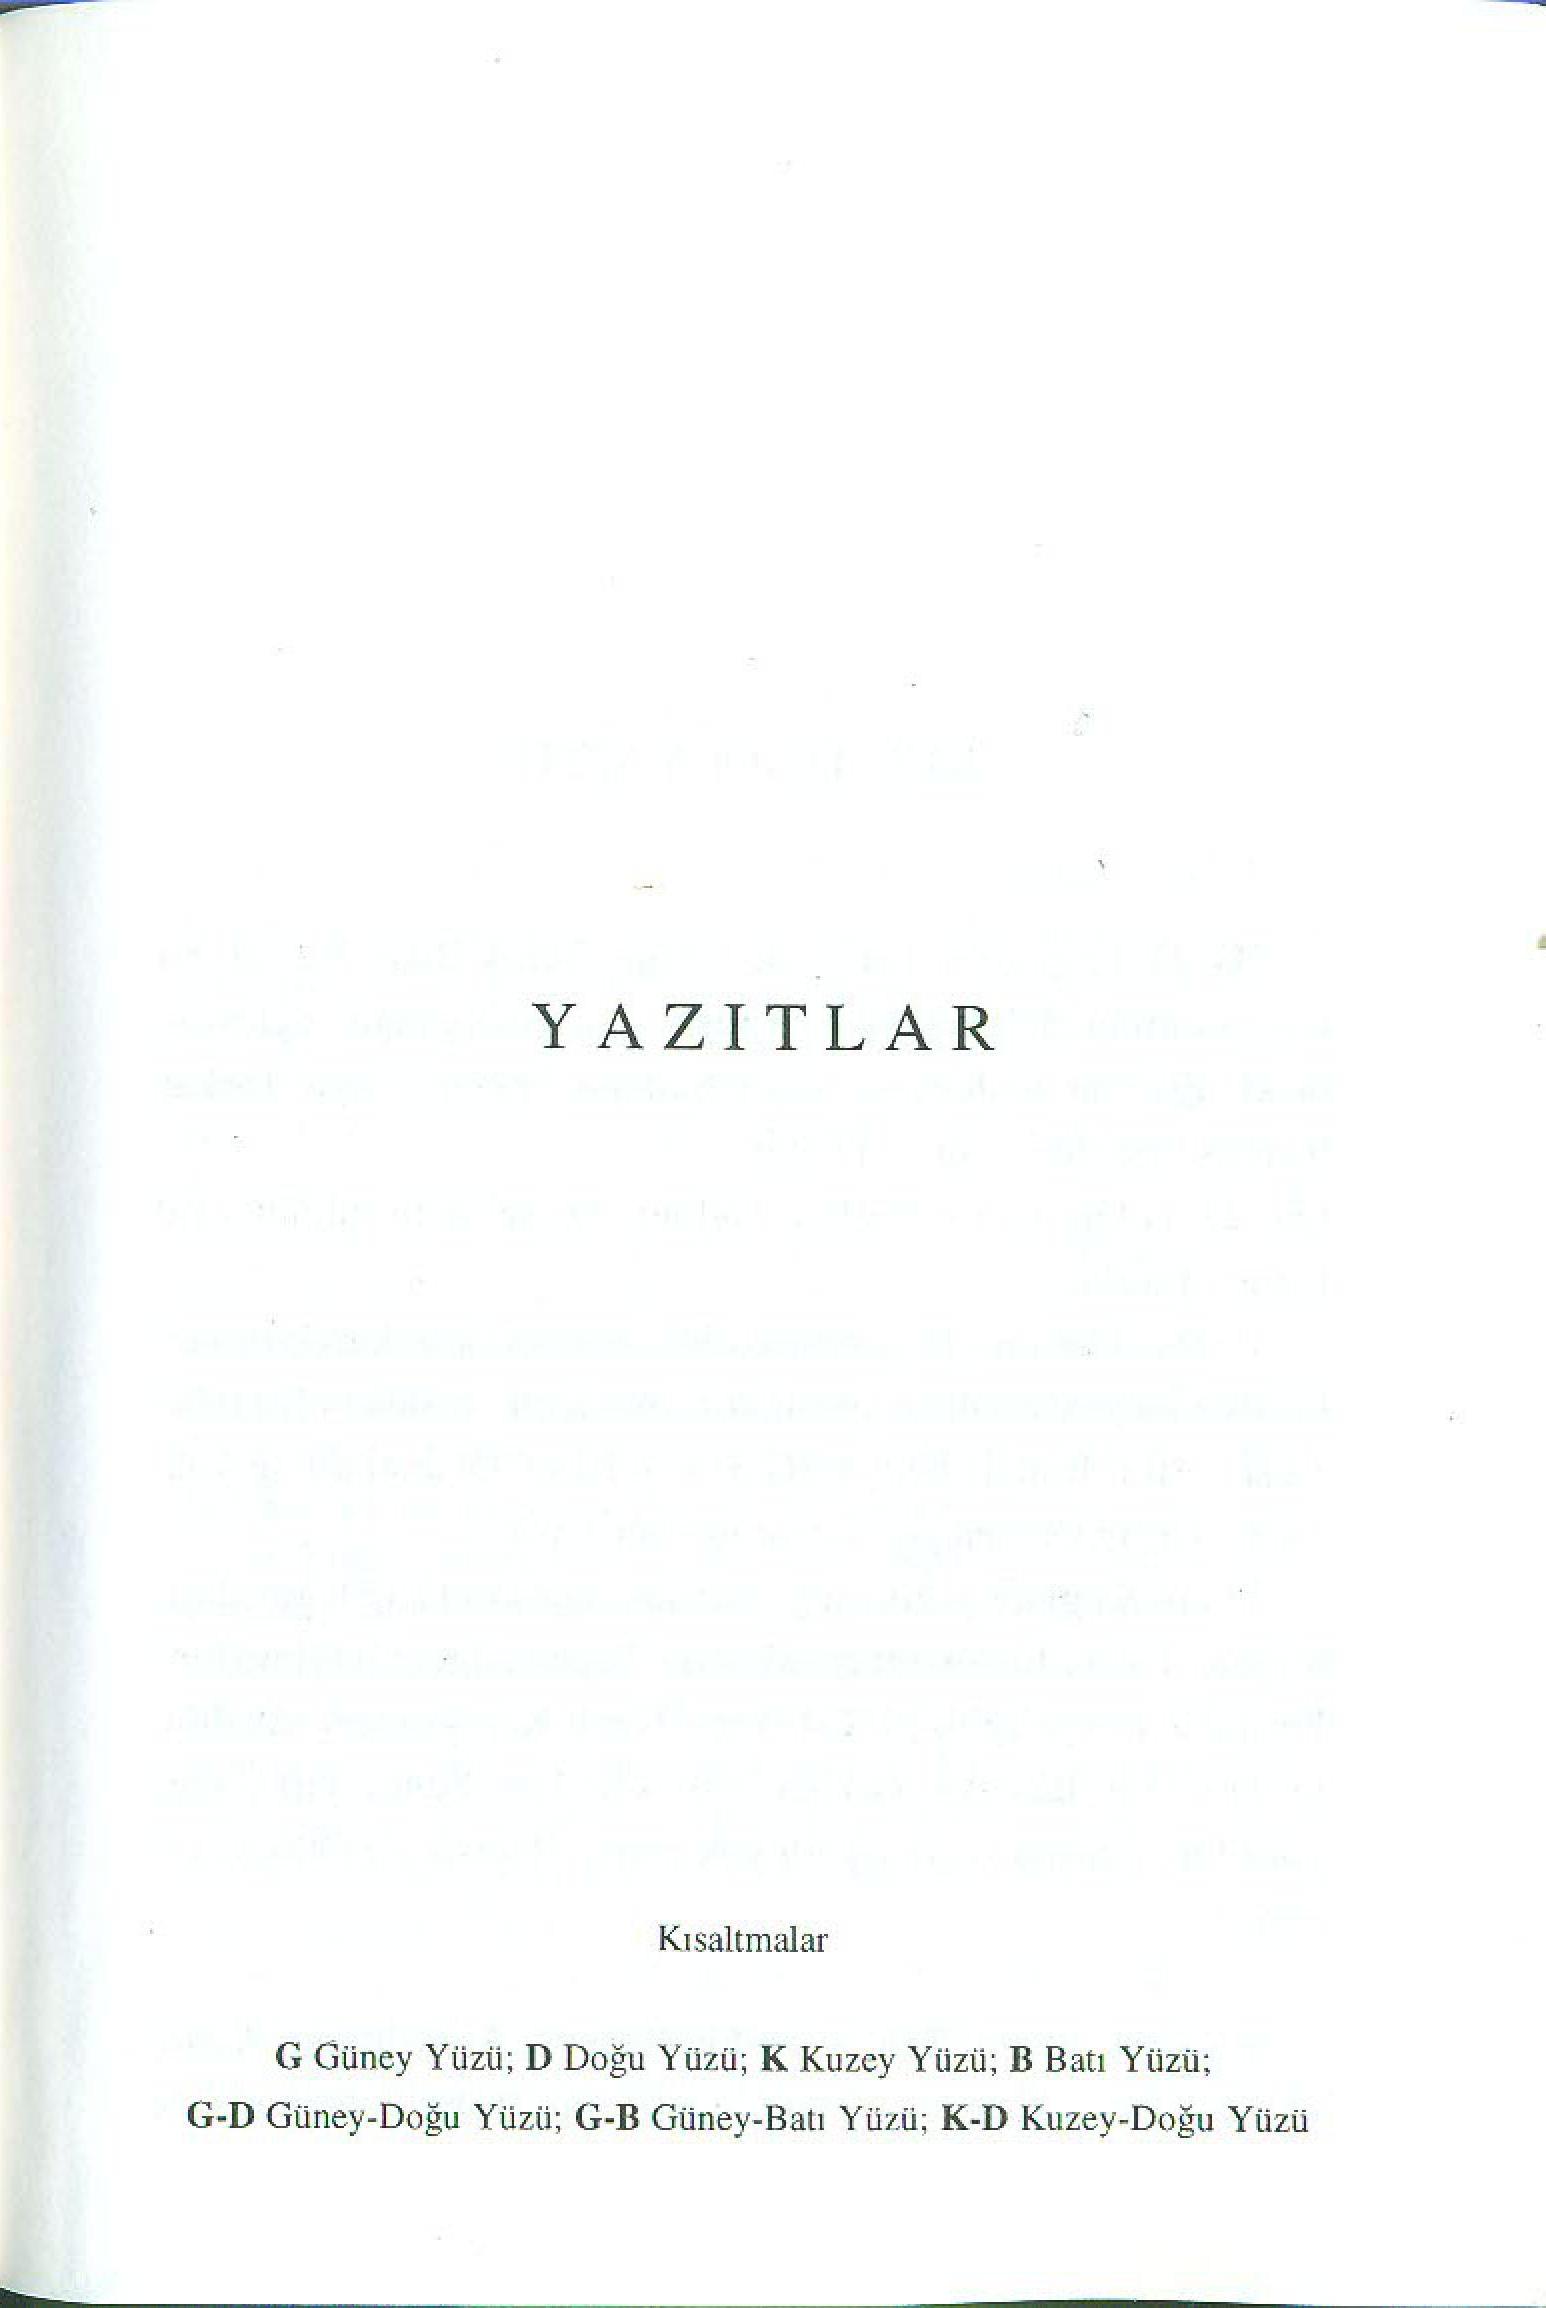 YAZITLAR
Kısaltmalar
G Güney Yüzü; D Doğu Yüzü; K Kuzey Yüzü; B Batı Yüzü;
G-D Güney-Doğu Yüzü; G-B Güney-Batı Yüzü; K-D Kuzey-Doğu Yüzü